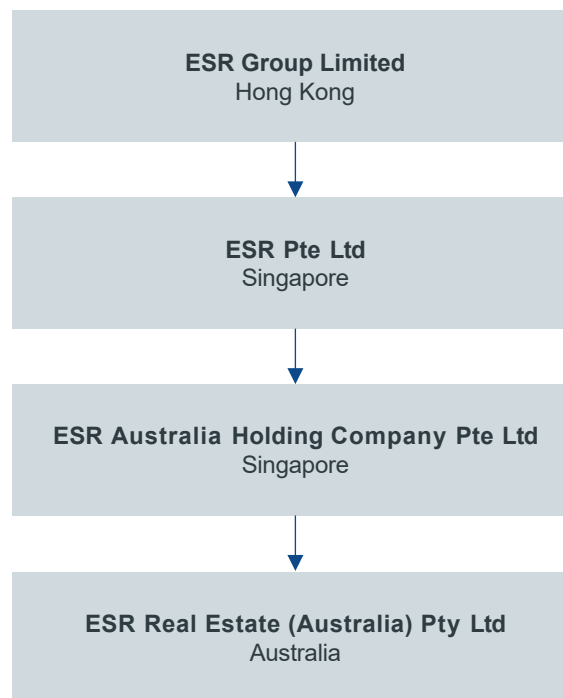 ESR Group Limited
Hong Kong
ESR Pte Ltd
Singapore
ESR Australia Holding Company Pte Ltd
Singapore
ESR Real Estate (Australia) Pty Ltd
Australia